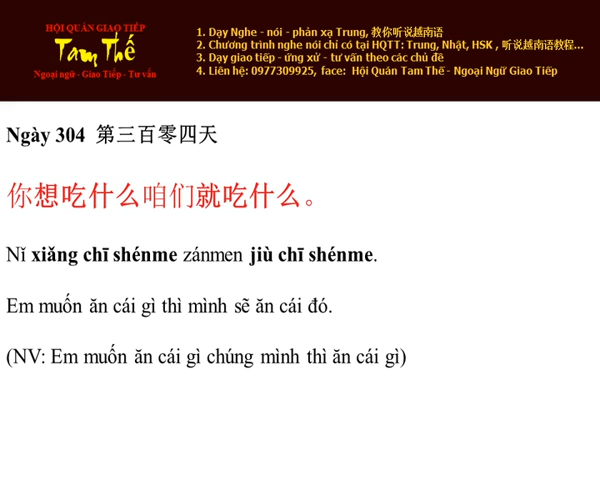 HỘI QUÁN GIAO TIẾP
Tam Thế
Ngoại ngữ - Giao Tiếp - Tư vấn
1. Dạy Nghe - nói - phản xạ Trung, 教你听说越南语
2. Chương trình nghe nói chỉ có tại HQTT: Trung, Nhật, HSK , 听说越南语教程...
3. Dạy giao tiếp - ứng xử - tư vấn theo các chủ đề
4. Liên hệ: 0977309925, face: Hội Quán Tam Thế - Ngoại Ngữ Giao Tiếp
Ngày 304 第三百零四天
你想吃什么咱们就吃什么。
Nǐ xiǎng chī shénme zánmen jiù chī shénme.
Em muốn ăn cái gì thì mình sẽ ăn cái đó.
(NV: Em muốn ăn cái gì chúng mình thì ăn cái gì)